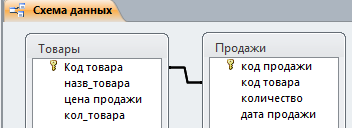 Схема данных
Товары
Код товара
назв_товара
цена продажи
кол_товара
Продажи
код продажи
код товара
количество
дата продажи